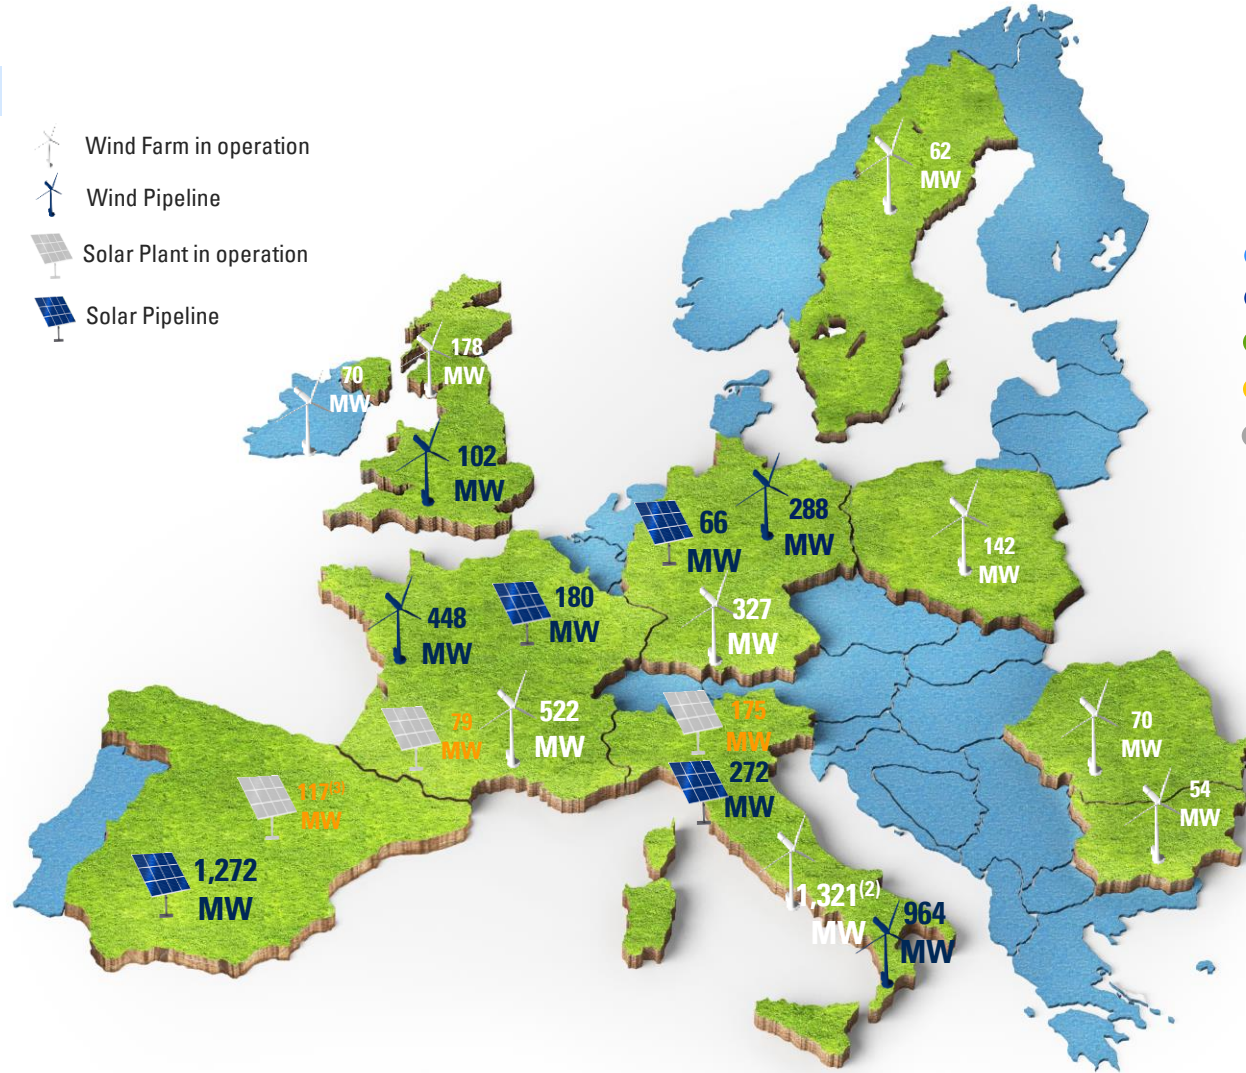 Wind Farm in operation
Wind Pipeline
Solar Plant in operation
Solar Pipeline
62
MW
178
MW
70
MW
102
MW
66
MW
288
MW
142
MW
448
MW
180
MW
327
MW
79
MW
522
MW
175
MW
272
MW
70
MW
54
MW
117(3)
MW
1,272
MW
1,321(2)
MW
964
MW